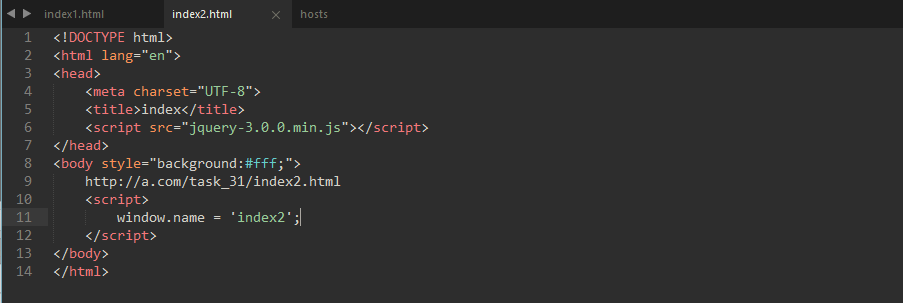 index1.html index2.html × hosts
1 <!DOCTYPE html>
2 <html lang="en">
3 <head>
4 <meta charset="UTF-8">
5 <title>index</title>
6 <script src="jquery-3.0.0.min.js"></script>
7 </head>
8 <body style="background:#fff;">
9 http://a.com/task_31/index2.html
10 <script>
11 window.name = 'index2';
12 </script>
13 </body>
14 </html>